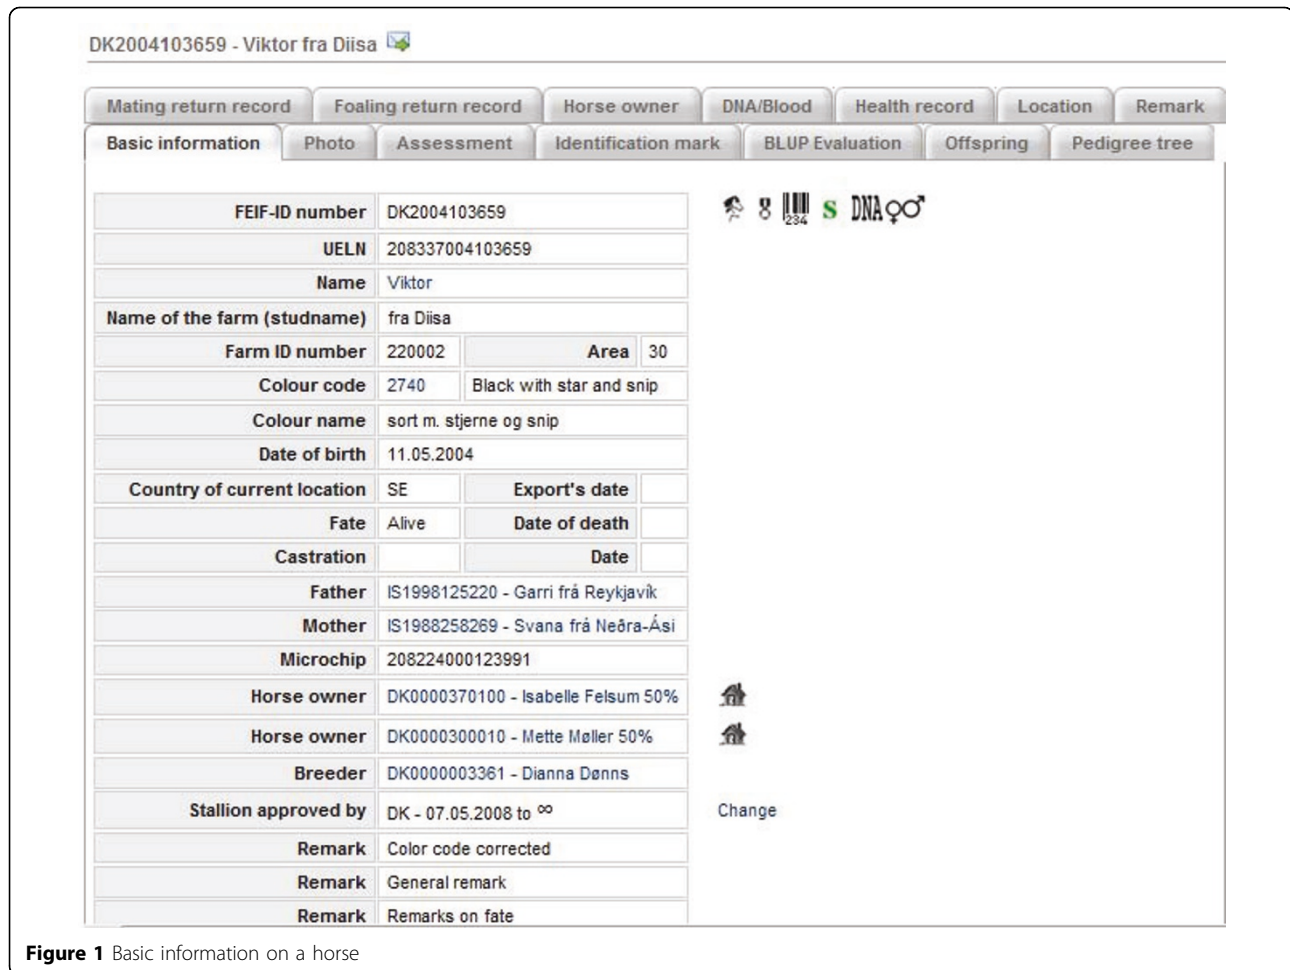 DK2004103659 - Viktor fra Diisa
Mating return record Foaling return record Horse owner DNA/Blood Health record Location Remark
Basic information Photo Assessment Identification mark BLUP Evaluation Offspring Pedigree tree
FEIF-ID number DK2004103659 234 S DNA♀♂
UELN 208337004103659
Name Viktor
Name of the farm (studname) fra Diisa
Farm ID number 220002 Area 30
Colour code 2740 Black with star and snip
Colour name sort m. stjerne og snip
Date of birth 11.05.2004
Country of current location SE Export's date
Fate Alive Date of death
Castration Date
Father IS1998125220 - Garri frá Reykjavík
Mother IS1988258269 - Svana frá Neðra-Ási
Microchip 208224000123991
Horse owner DK0000370100 - Isabelle Felsum 50%
Horse owner DK0000300010 - Mette Møller 50%
Breeder DK0000003361 - Dianna Dønns
Stallion approved by DK - 07.05.2008 to ∞ Change
Remark Color code corrected
Remark General remark
Remark Remarks on fate
Figure 1 Basic information on a horse